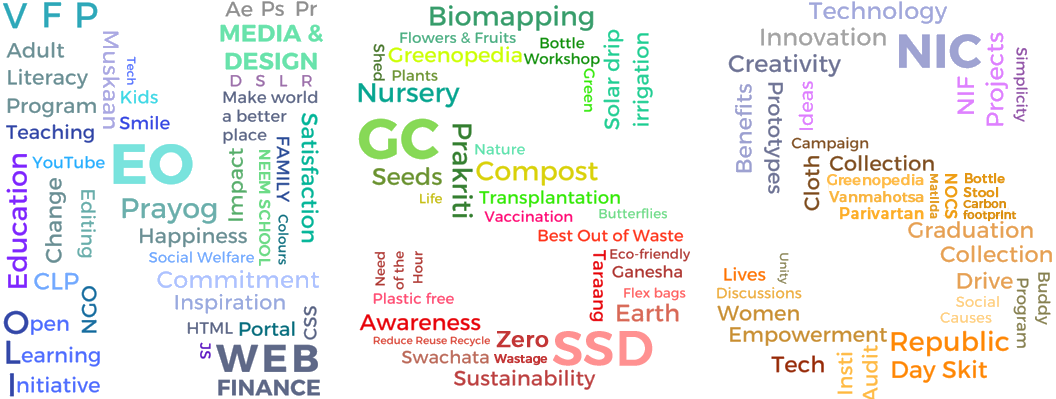 V F P
Adult
Literacy
Program
Teaching
Muskaan
Tech
Kids
Smile
YouTube
EO
Education
Change
Editing
Prayog
Happiness
Social Welfare
CLP
Commitment
Inspiration
NGO
Open
Learning
Initiative
HTML
Portal
CSS
JS
WEB
FINANCE
Ae Ps Pr
MEDIA &
DESIGN
D S L R
Make world
a better
place
Impact
NEEM SCHOOL
FAMILY
Colours
Satisfaction
Biomapping
Flowers & Fruits
Shed
Greenopedia
Bottle
Workshop
Plants
Green
Solar drip
irrigation
Nursery
GC
Prakriti
Nature
Compost
Seeds
Life
Transplantation
Vaccination
Butterflies
Best Out of Waste
Need
of the
Hour
Taraang
Eco-friendly
Ganesha
Plastic free
Flex bags
Earth
Awareness
Reduce Reuse Recycle
Zero
Wastage
SSD
Swachata
Sustainability
Technology
Innovation
NIC
Creativity
NIF
Projects
Simplicity
Benefits
Prototypes
Ideas
Campaign
Cloth
Collection
Greenopedia
Vanmahotsa
Parivartan
Matilda
NOCS
Bottle
Stool
Carbon
footprint
Graduation
Collection
Drive
Unity
Lives
Discussions
Women
Empowerment
Social
Causes
Buddy
Program
Tech
Insti
Audit
Republic
Day Skit